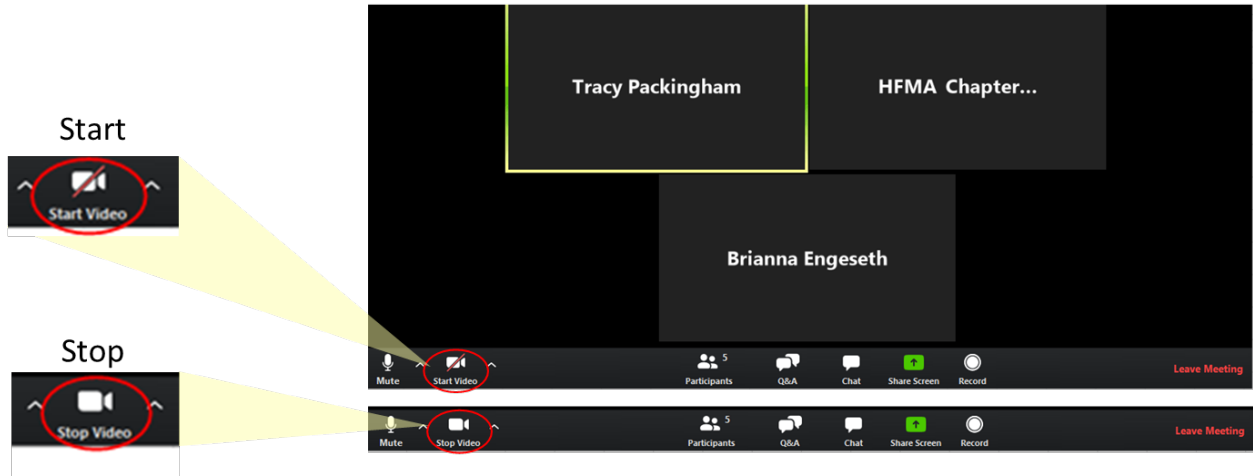 Start
Start Video
Stop
Stop Video
Tracy Packingham
HFMA Chapter...
Brianna Engeseth
Mute Start Video Participants 5 Q&A Chat Share Screen Record Leave Meeting
Mute Stop Video Participants 5 Q&A Chat Share Screen Record Leave Meeting